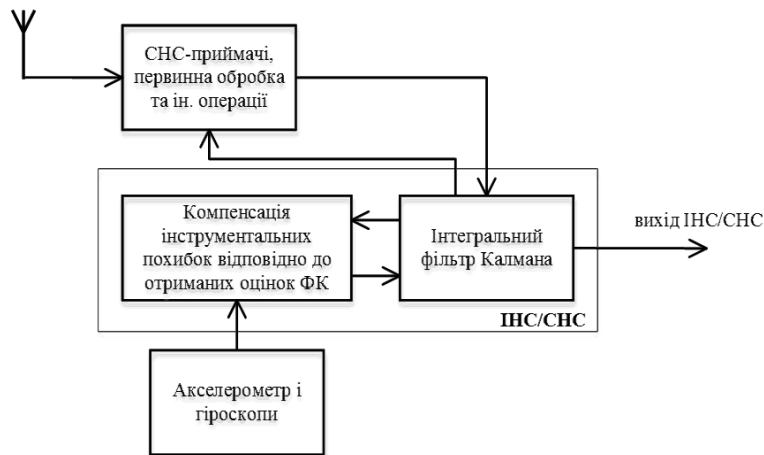 СНС-приймачі,
первинна обробка
та ін. операції
Компенсація
інструментальних
похибок відповідно до
отриманих оцінок ФК
Інтегральний
фільтр Калмана
вихід ІНС/СНС
ІНС/СНС
Акселерометр і
гіроскопи